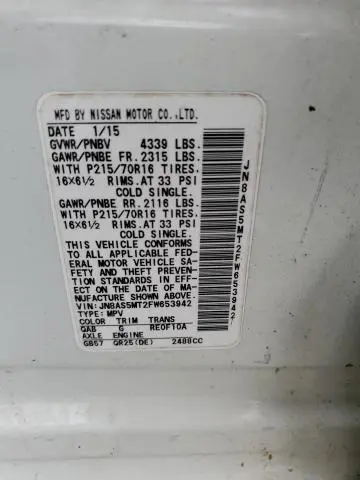 MFD BY NISSAN MOTOR CO.,LTD.
DATE 1/15
GVWR/PNBV 4339 LBS.
GAWR/PNBE FR. 2315 LBS.
WITH P215/70R16 TIRES,
16X6½ RIMS. AT 33 PSI
COLD SINGLE.
GAWR/PNBE RR. 2116 LBS.
WITH P215/70R16 TIRES,
16X6½ RIMS. AT 33 PSI
COLD SINGLE.
THIS VEHICLE CONFORMS
TO ALL APPLICABLE FED-
ERAL MOTOR VEHICLE SA-
FETY AND THEFT PREVEN-
TION STANDARDS IN EFF-
ECT ON THE DATE OF MA-
NUFACTURE SHOWN ABOVE
VIN: JN8AS5MT2FW653942
TYPE: MPV
COLOR TRIM TRANS
QAB G RE0F10A
AXLE ENGINE
GB57 QR25(DE) 2488CC
JN8AS5MT2FW653942